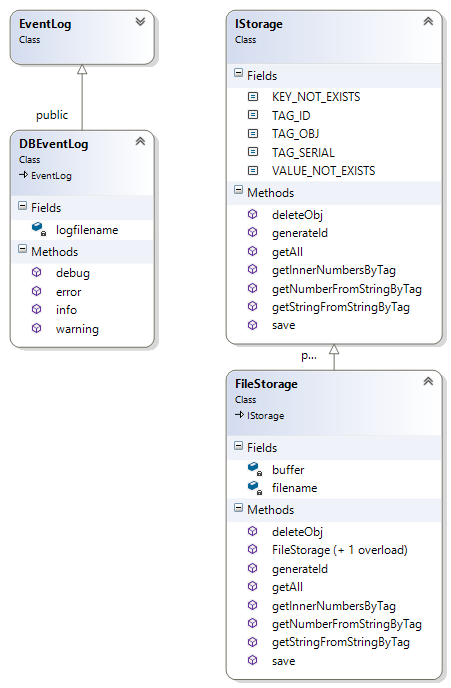 EventLog
Class
public
DBEventLog
Class
EventLog
Fields
logfilename
Methods
debug
error
info
warning
IStorage
Class
Fields
KEY_NOT_EXISTS
TAG_ID
TAG_OBJ
TAG_SERIAL
VALUE_NOT_EXISTS
Methods
deleteObj
generateId
getAll
getInnerNumbersByTag
getNumberFromStringByTag
getStringFromStringByTag
save
p...
FileStorage
Class
IStorage
Fields
buffer
filename
Methods
deleteObj
FileStorage (+ 1 overload)
generateId
getAll
getInnerNumbersByTag
getNumberFromStringByTag
getStringFromStringByTag
save